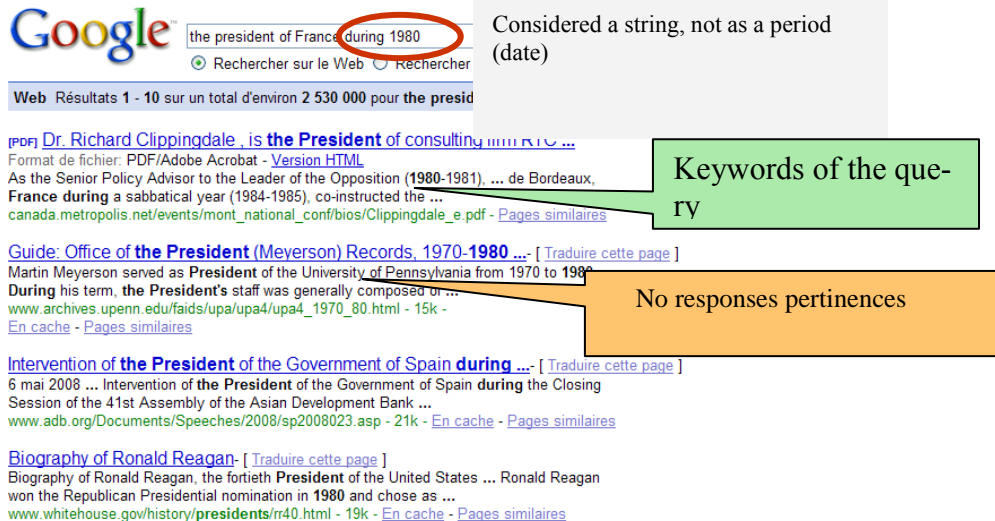 Google™
the president of France during 1980
Considered a string, not as a period
(date)
Rechercher sur le Web Rechercher
Web Résultats 1 - 10 sur un total d'environ 2 530 000 pour the presid
[PDF] Dr. Richard Clippingdale , is the President of consulting firm RTC ...
Format de fichier: PDF/Adobe Acrobat - Version HTML
As the Senior Policy Advisor to the Leader of the Opposition (1980-1981), ... de Bordeaux,
France during a sabbatical year (1984-1985), co-instructed the ...
canada.metropolis.net/events/mont_national_conf/bios/Clippingdale_e.pdf - Pages similaires
Keywords of the que-
ry
Guide: Office of the President (Meyerson) Records, 1970-1980 ...- [ Traduire cette page ]
Martin Meyerson served as President of the University of Pennsylvania from 1970 to 1980
During his term, the President's staff was generally composed of ...
www.archives.upenn.edu/faids/upa/upa4/upa4_1970_80.html - 15k -
En cache - Pages similaires
No responses pertinences
Intervention of the President of the Government of Spain during ...- [ Traduire cette page ]
6 mai 2008 ... Intervention of the President of the Government of Spain during the Closing
Session of the 41st Assembly of the Asian Development Bank ...
www.adb.org/Documents/Speeches/2008/sp2008023.asp - 21k - En cache - Pages similaires
Biography of Ronald Reagan- [ Traduire cette page ]
Biography of Ronald Reagan, the fortieth President of the United States ... Ronald Reagan
won the Republican Presidential nomination in 1980 and chose as ...
www.whitehouse.gov/history/presidents/rr40.html - 19k - En cache - Pages similaires